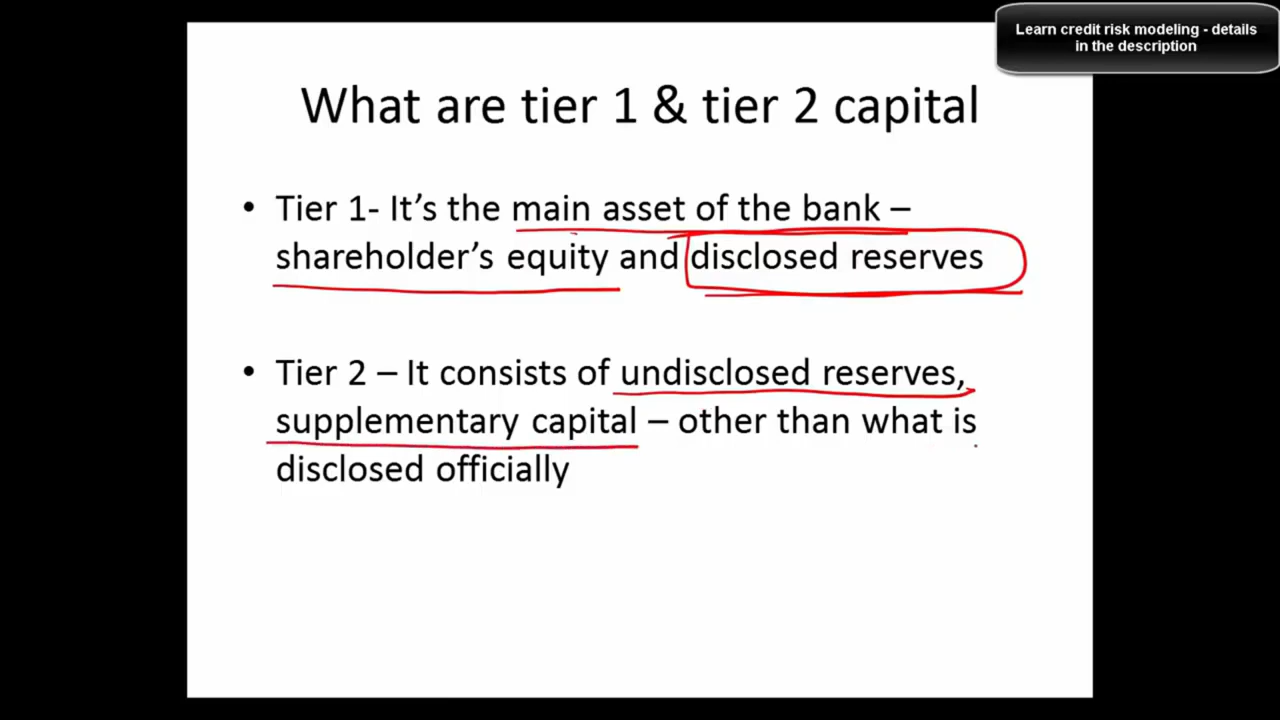 Learn credit risk modeling - details
in the description
What are tier 1 & tier 2 capital
• Tier 1- It’s the main asset of the bank –
shareholder’s equity and disclosed reserves
• Tier 2 – It consists of undisclosed reserves,
supplementary capital – other than what is
disclosed officially